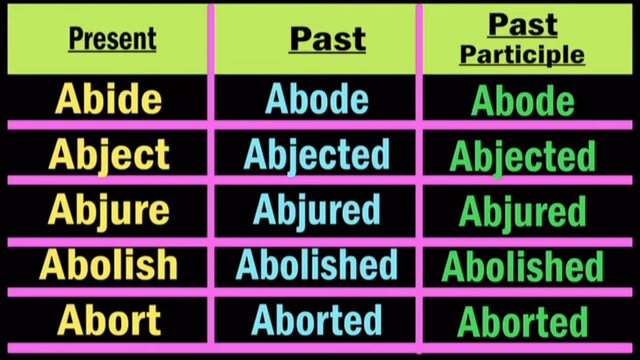 Present Past Past Participle
Abide Abode Abode
Abject Abjected Abjected
Abjure Abjured Abjured
Abolish Abolished Abolished
Abort Aborted Aborted